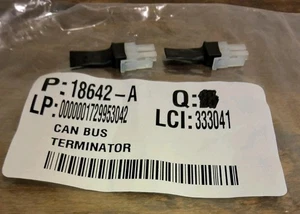 P: 18642-A Q:
LP: 0000001729953042 LCI: 333041
CAN BUS
TERMINATOR